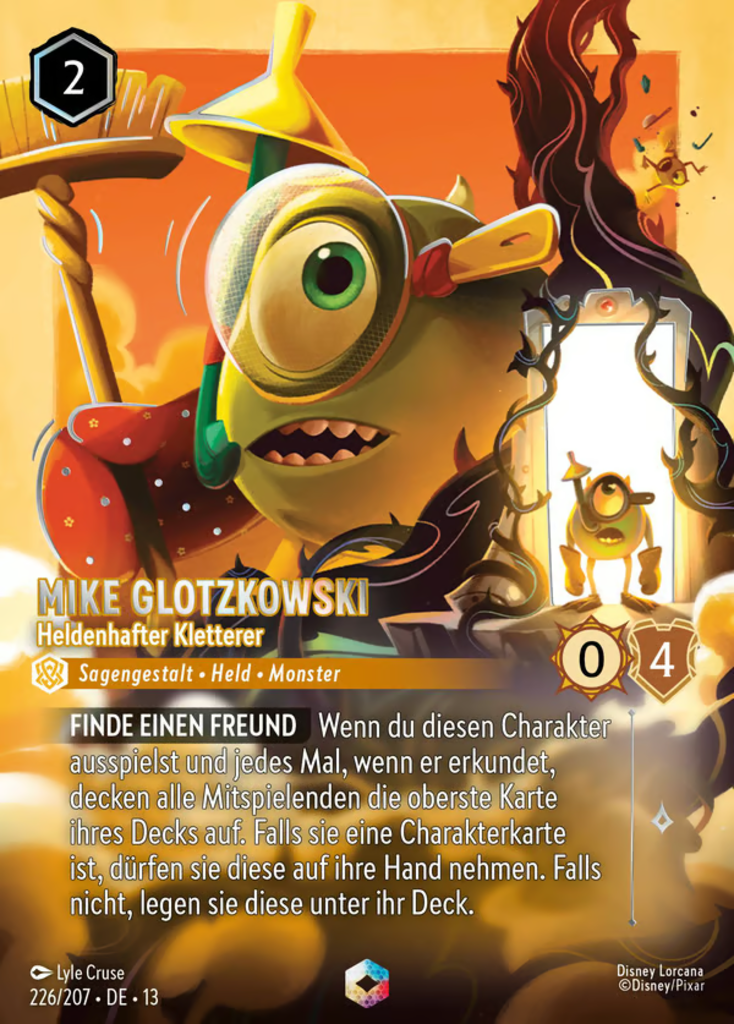 2
MIKE GLOTZKOWSKI
Heldenhafter Kletterer
Sagengestalt • Held • Monster
0
4
FINDE EINEN FREUND Wenn du diesen Charakter
ausspielst und jedes Mal, wenn er erkundet,
decken alle Mitspielenden die oberste Karte
ihres Decks auf. Falls sie eine Charakterkarte
ist, dürfen sie diese auf ihre Hand nehmen. Falls
nicht, legen sie diese unter ihr Deck.
Lyle Cruse
226/207 • DE • 13
Disney Lorcana
©Disney/Pixar